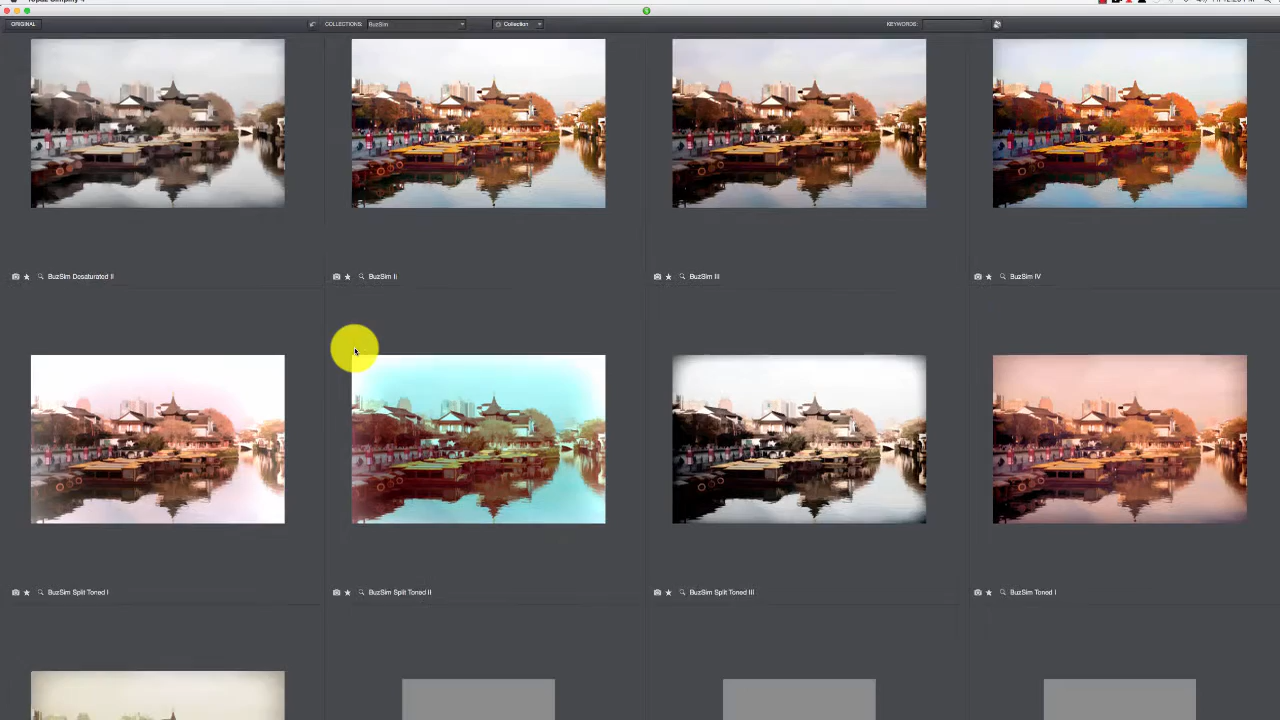 ORIGINAL
COLLECTIONS:
BuzSim
Collection
KEYWORDS:
BuzSim Desaturated II
BuzSim Ii
BuzSim III
BuzSim IV
BuzSim Split Toned I
BuzSim Split Toned II
BuzSim Split Toned III
BuzSim Toned I